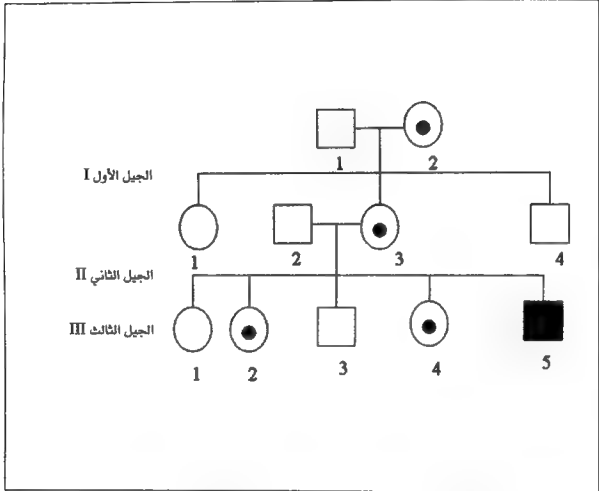 1 2
الجيل الأول I
1 2 3 4
الجيل الثاني II
الجيل الثالث III
1 2 3 4 5